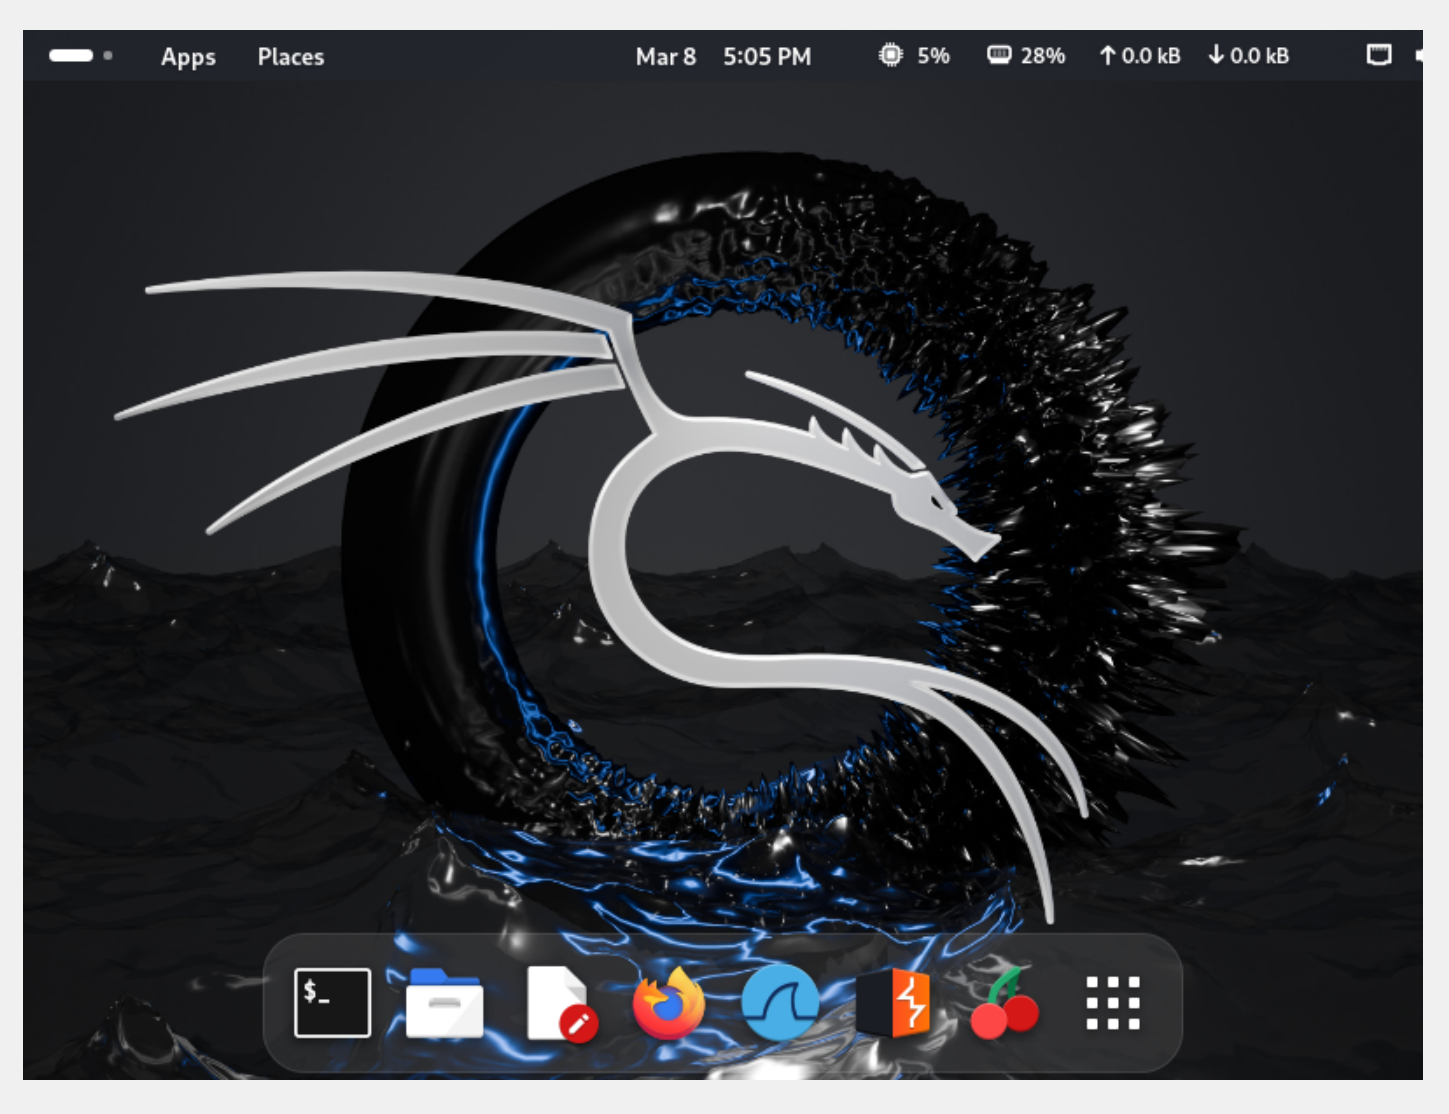 Apps Places Mar 8 5:05 PM 5% 28% ↑ 0.0 kB ↓ 0.0 kB
$_